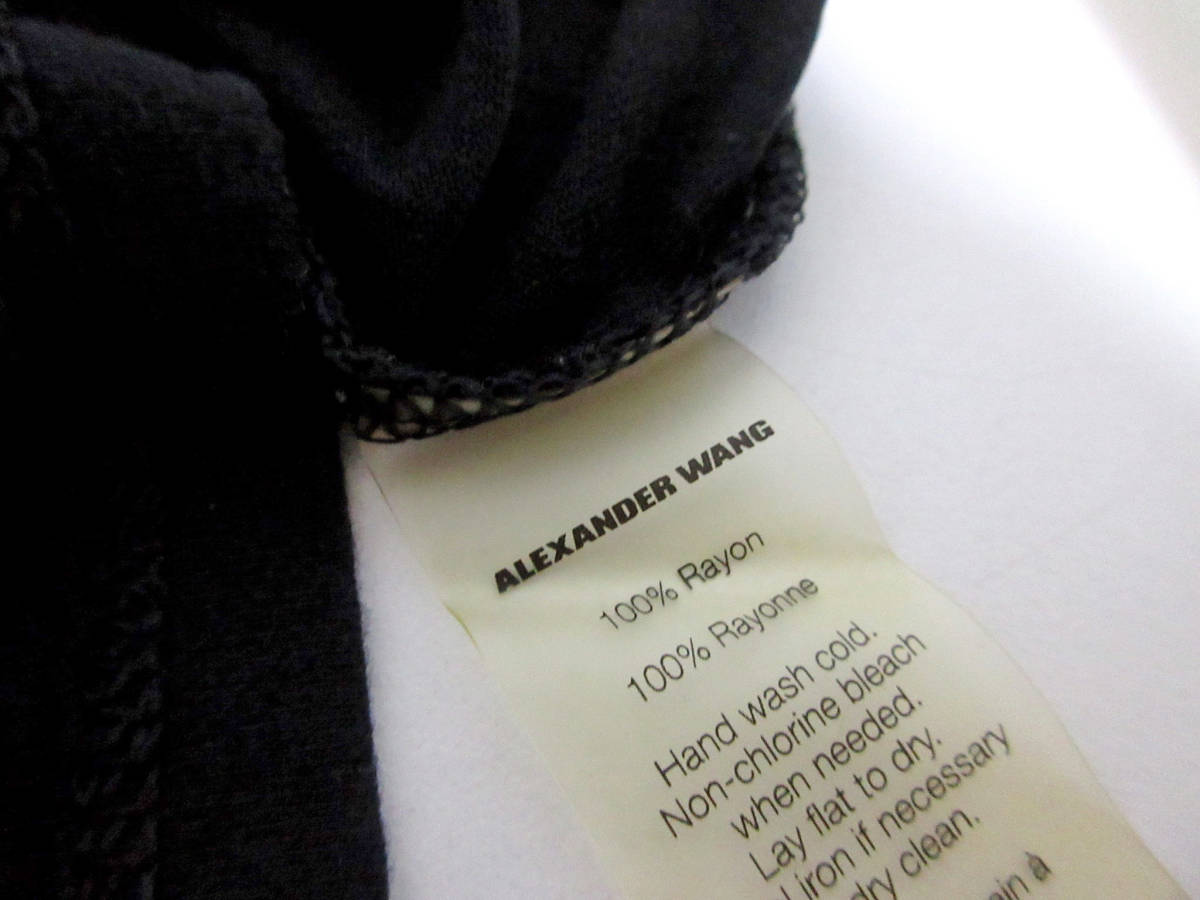 ALEXANDER WANG
100% Rayon
100% Rayonne
Hand wash cold.
Non-chlorine bleach
when needed.
Lay flat to dry.
iron if necessary
dry clean.